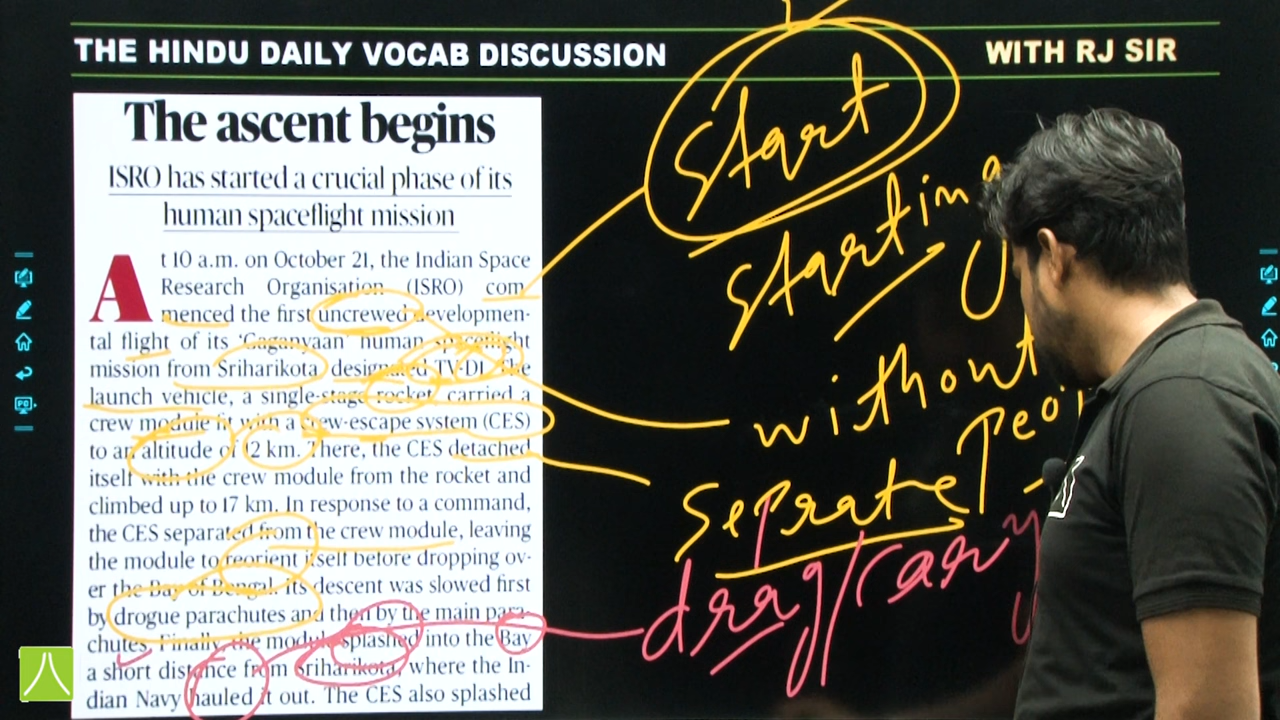 THE HINDU DAILY VOCAB DISCUSSION
WITH RJ SIR
The ascent begins
ISRO has started a crucial phase of its
human spaceflight mission
At 10 a.m. on October 21, the Indian Space
Research Organisation (ISRO) com
menced the first uncrewed developmen-
tal flight of its 'Gaganyaan' human spaceflight
mission from Sriharikota designated TV-D1. The
launch vehicle, a single-stage rocket, carried a
crew module fit with a crew-escape system (CES)
to an altitude of 12 km. There, the CES detached
itself with the crew module from the rocket and
climbed up to 17 km. In response to a command,
the CES separated from the crew module, leaving
the module to reorient itself before dropping ov-
er the Bay of Bengal. Its descent was slowed first
by drogue parachutes and then by the main para-
chutes. Finally, the module splashed into the Bay
a short distance from Sriharikota, where the In-
dian Navy hauled it out. The CES also splashed
start
starting
without
Seprate
drag/carry